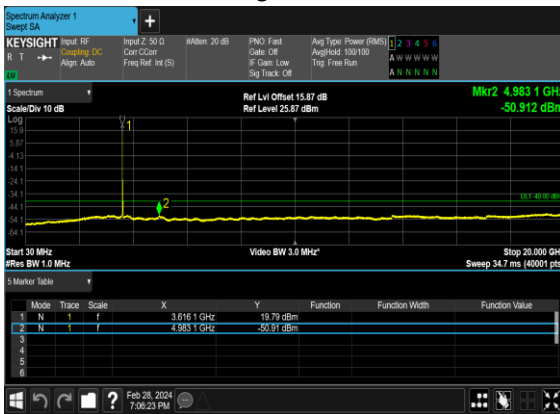 Spectrum Analyzer 1
Swept SA
+
KEYSIGHT Input: RF Input Z: 50 Ω #Atten: 20 dB PNO: Fast Avg Type: Power (RMS) 1 2 3 4 5 6
R T Coupling: DC Corr CCorr Gate: Off Avg|Hold: 100/100 A W W W W W
Align: Auto Freq Ref: Int (S) IF Gain: Low Trig: Free Run
LV Sig Track: Off A N N N N N
1 Spectrum Ref Lvl Offset 15.87 dB Mkr2 4.983 1 GHz
Scale/Div 10 dB Ref Level 25.87 dBm -50.912 dBm
Log
15.9
5.87
-4.13
-14.1
-24.1
-34.1
-44.1
-54.1
-64.1
1
2
DL1 -40.00 dBm
Start 30 MHz Video BW 3.0 MHz* Stop 20.000 GH
#Res BW 1.0 MHz Sweep 34.7 ms (40001 pts
5 Marker Table
Mode Trace Scale X Y Function Function Width Function Value
1 N 1 f 3.616 1 GHz 19.79 dBm
2 N 1 f 4.983 1 GHz -50.91 dBm
3
4
5
6
? Feb 28, 2024
7:06:23 PM